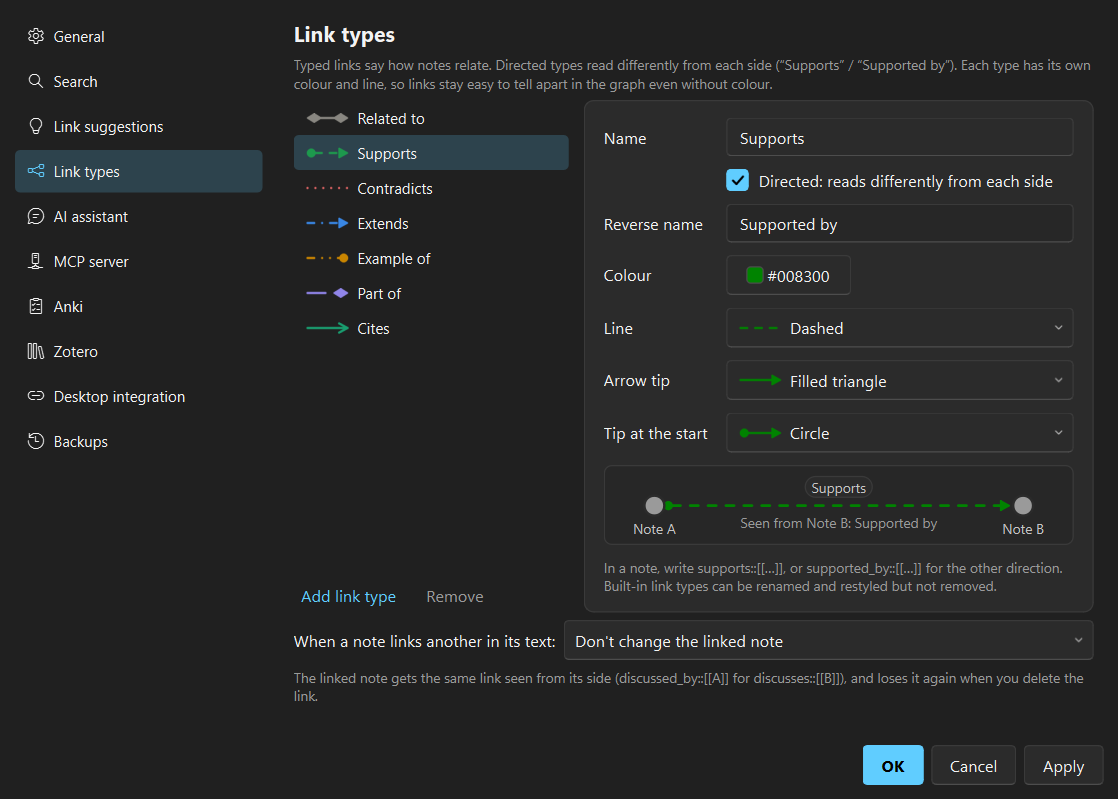 General
Search
Link suggestions
Link types
AI assistant
MCP server
Anki
Zotero
Desktop integration
Backups
Link types
Typed links say how notes relate. Directed types read differently from each side (“Supports” / “Supported by”). Each type has its own
colour and line, so links stay easy to tell apart in the graph even without colour.
Related to
Supports
Contradicts
Extends
Example of
Part of
Cites
Add link type
Remove
Name
Supports
Directed: reads differently from each side
Reverse name
Supported by
Colour
#008300
Line
Dashed
Arrow tip
Filled triangle
Tip at the start
Circle
Supports
Note A
Seen from Note B: Supported by
Note B
In a note, write supports::[[...]], or supported_by::[[...]] for the other direction.
Built-in link types can be renamed and restyled but not removed.
When a note links another in its text:
Don't change the linked note
The linked note gets the same link seen from its side (discussed_by::[[A]] for discusses::[[B]]), and loses it again when you delete the
link.
OK
Cancel
Apply